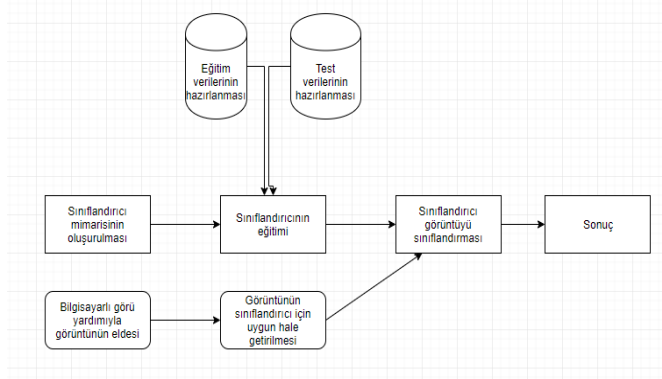 Eğitim
verilerinin
hazırlanması
Test
verilerinin
hazırlanması
Sınıflandırıcı
mimarisinin
oluşurulması
Sınıflandırıcının
eğitimi
Sınıflandırıcı
görüntüyü
sınıflandırması
Sonuç
Bilgisayarlı görü
yardımıyla
görüntünün eldesi
Görüntünün
sınıflandırıcı için
uygun hale
getirilmesi